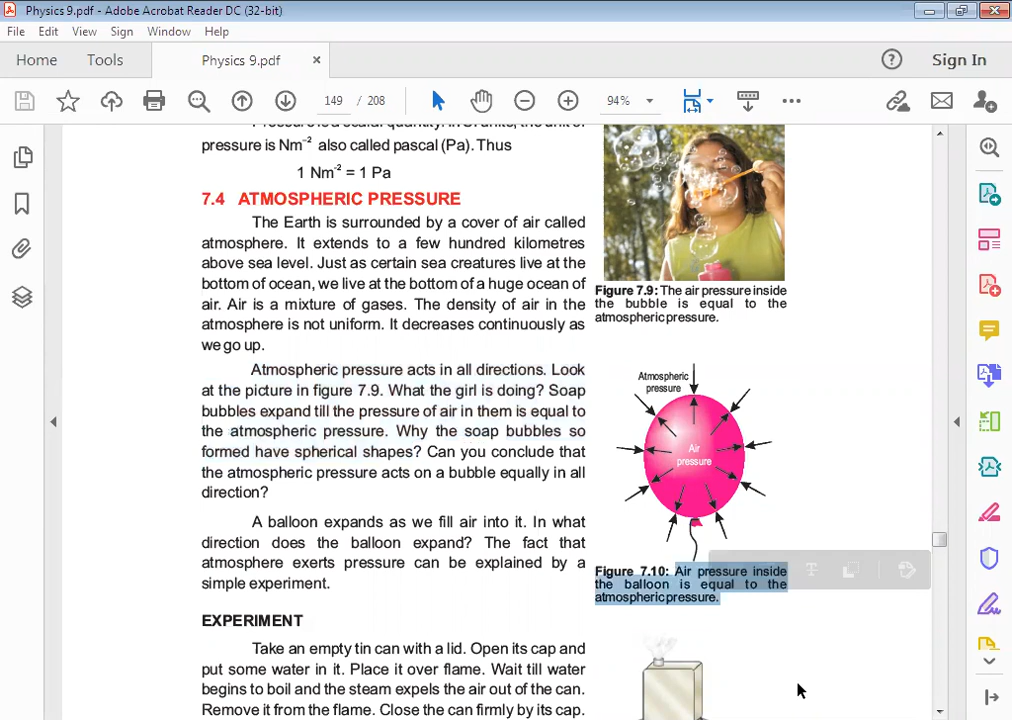 Physics 9.pdf - Adobe Acrobat Reader DC (32-bit)
File Edit View Sign Window Help
Home Tools Physics 9.pdf × Sign In
149 / 208 94%
pressure is Nm⁻² also called pascal (Pa). Thus
1 Nm⁻² = 1 Pa
7.4 ATMOSPHERIC PRESSURE
The Earth is surrounded by a cover of air called
atmosphere. It extends to a few hundred kilometres
above sea level. Just as certain sea creatures live at the
bottom of ocean, we live at the bottom of a huge ocean of
air. Air is a mixture of gases. The density of air in the
atmosphere is not uniform. It decreases continuously as
we go up.
Atmospheric pressure acts in all directions. Look
at the picture in figure 7.9. What the girl is doing? Soap
bubbles expand till the pressure of air in them is equal to
the atmospheric pressure. Why the soap bubbles so
formed have spherical shapes? Can you conclude that
the atmospheric pressure acts on a bubble equally in all
direction?
A balloon expands as we fill air into it. In what
direction does the balloon expand? The fact that
atmosphere exerts pressure can be explained by a
simple experiment.
EXPERIMENT
Take an empty tin can with a lid. Open its cap and
put some water in it. Place it over flame. Wait till water
begins to boil and the steam expels the air out of the can.
Remove it from the flame. Close the can firmly by its cap.
Figure 7.9: The air pressure inside
the bubble is equal to the
atmospheric pressure.
Atmospheric
pressure
Air
pressure
Figure 7.10: Air pressure inside
the balloon is equal to the
atmospheric pressure.